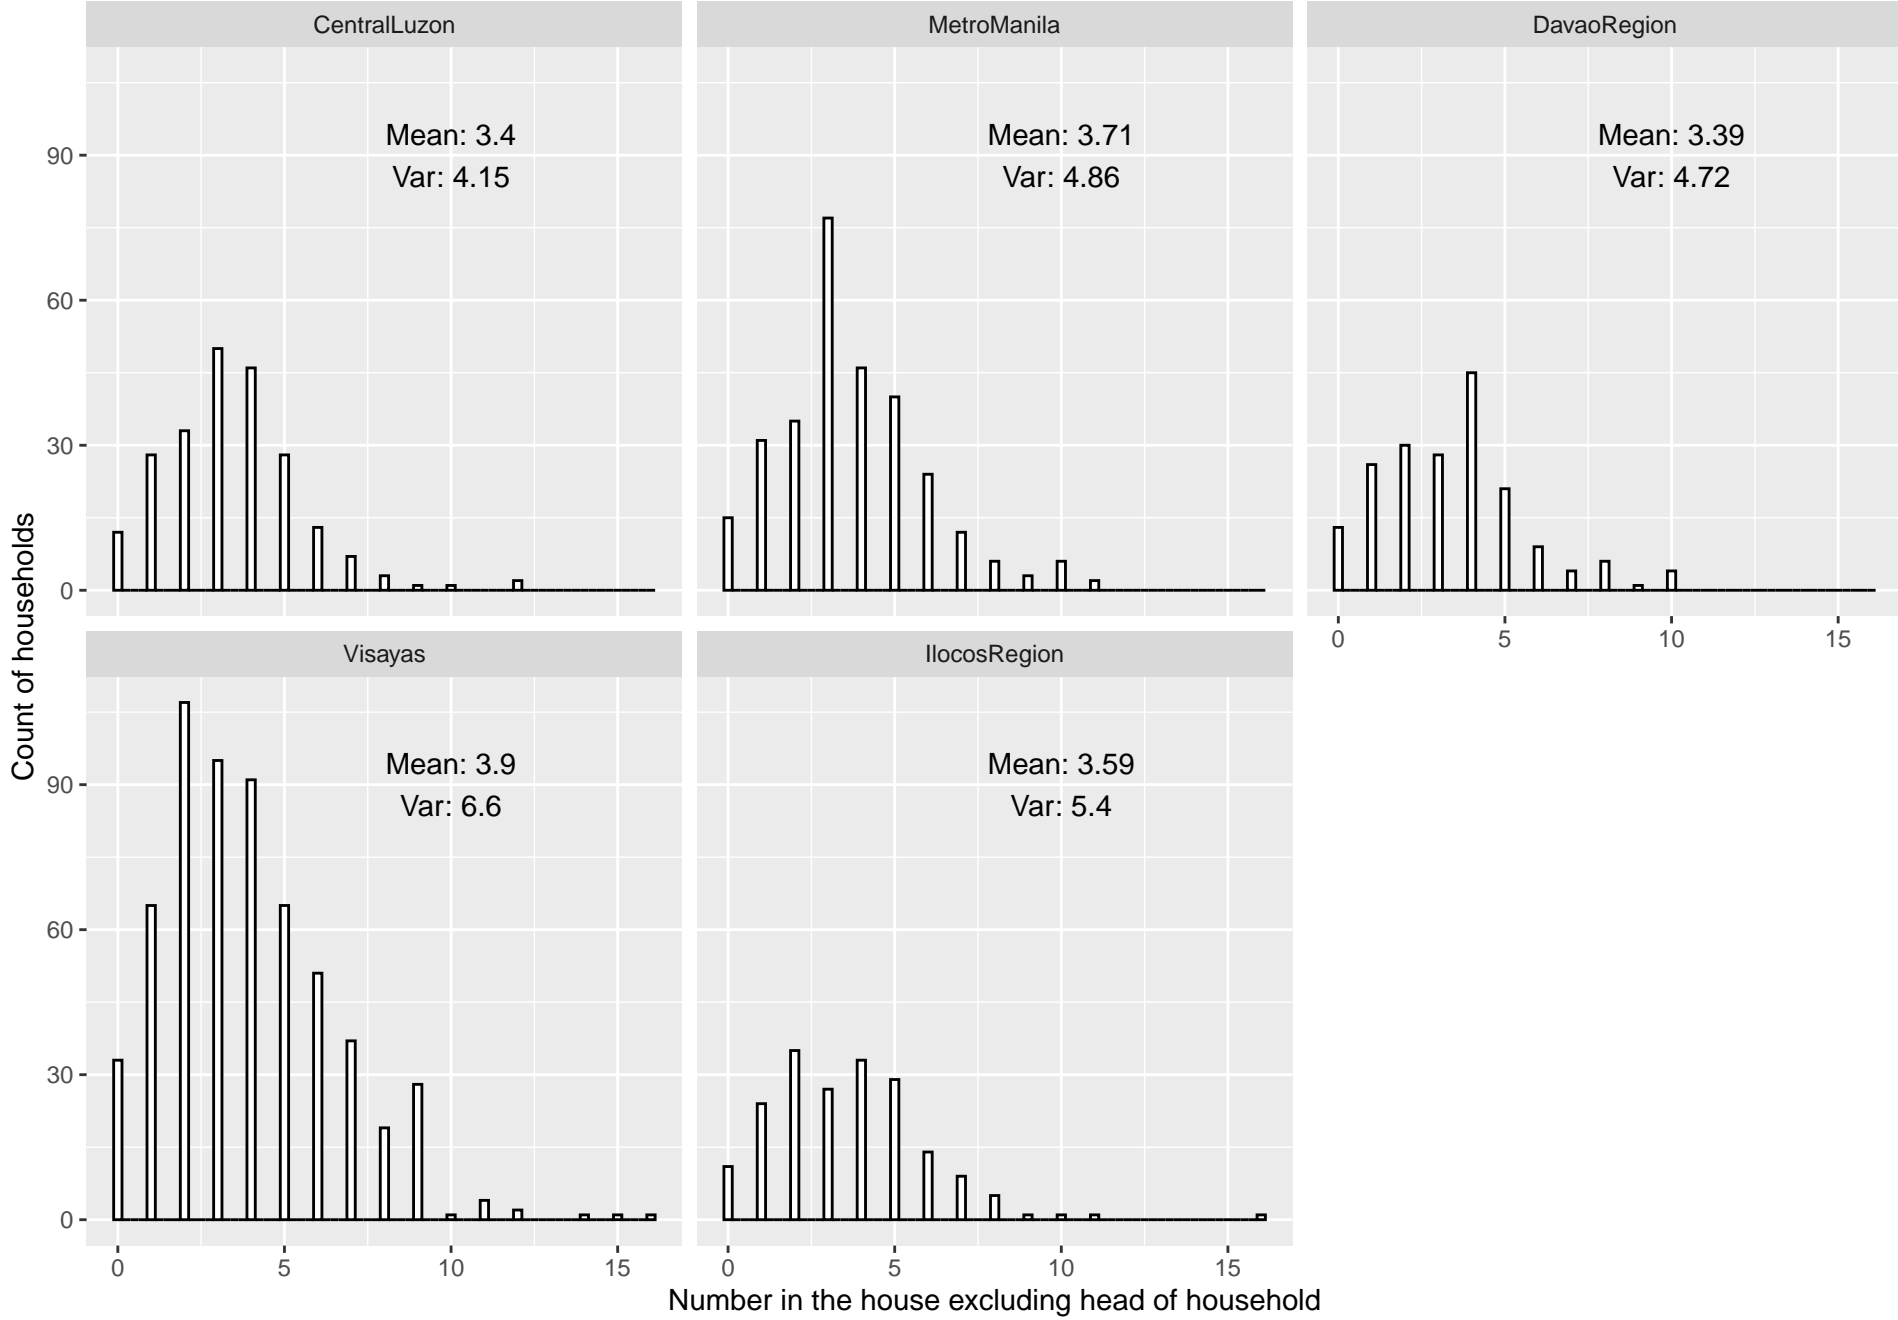 CentralLuzon
MetroManila
DavaoRegion
Mean: 3.4
Var: 4.15
Mean: 3.71
Var: 4.86
Mean: 3.39
Var: 4.72
90
60
30
0
0 5 10 15
Visayas
IlocosRegion
Mean: 3.9
Var: 6.6
Mean: 3.59
Var: 5.4
90
60
30
0
0 5 10 15
0 5 10 15
Count of households
Number in the house excluding head of household